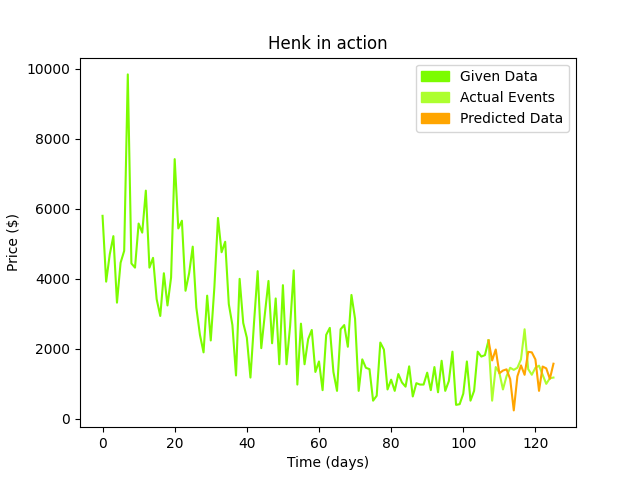 Henk in action
Given Data
Actual Events
Predicted Data
Price ($)
10000
8000
6000
4000
2000
0
0 20 40 60 80 100 120
Time (days)